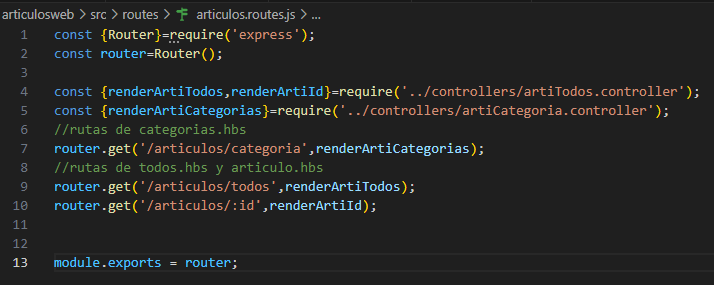 articulosweb > src > routes > articulos.routes.js > ...
1 const {Router}=require('express');
2 const router=Router();
3
4 const {renderArtiTodos,renderArtiId}=require('../controllers/artiTodos.controller');
5 const {renderArtiCategorias}=require('../controllers/artiCategoria.controller');
6 //rutas de categorias.hbs
7 router.get('/articulos/categoria',renderArtiCategorias);
8 //rutas de todos.hbs y articulo.hbs
9 router.get('/articulos/todos',renderArtiTodos);
10 router.get('/articulos/:id',renderArtiId);
11
12
13 module.exports = router;